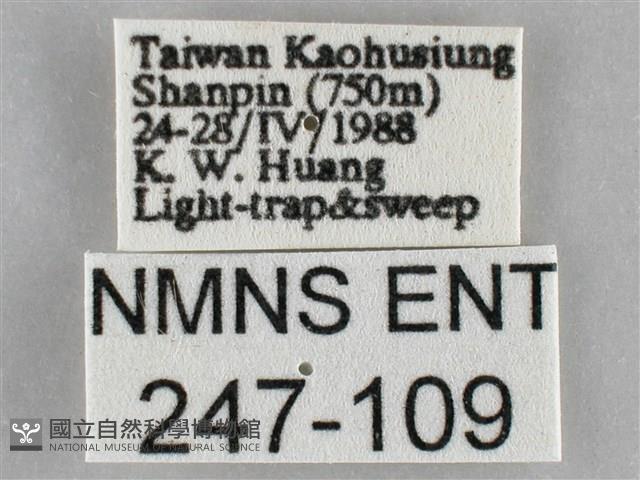 Taiwan Kaohusiung
Shanpin (750m)
24-28/IV/1988
K. W. Huang
Light-trap&sweep
NMNS ENT
247-109
國立自然科學博物館
NATIONAL MUSEUM OF NATURAL SCIENCE